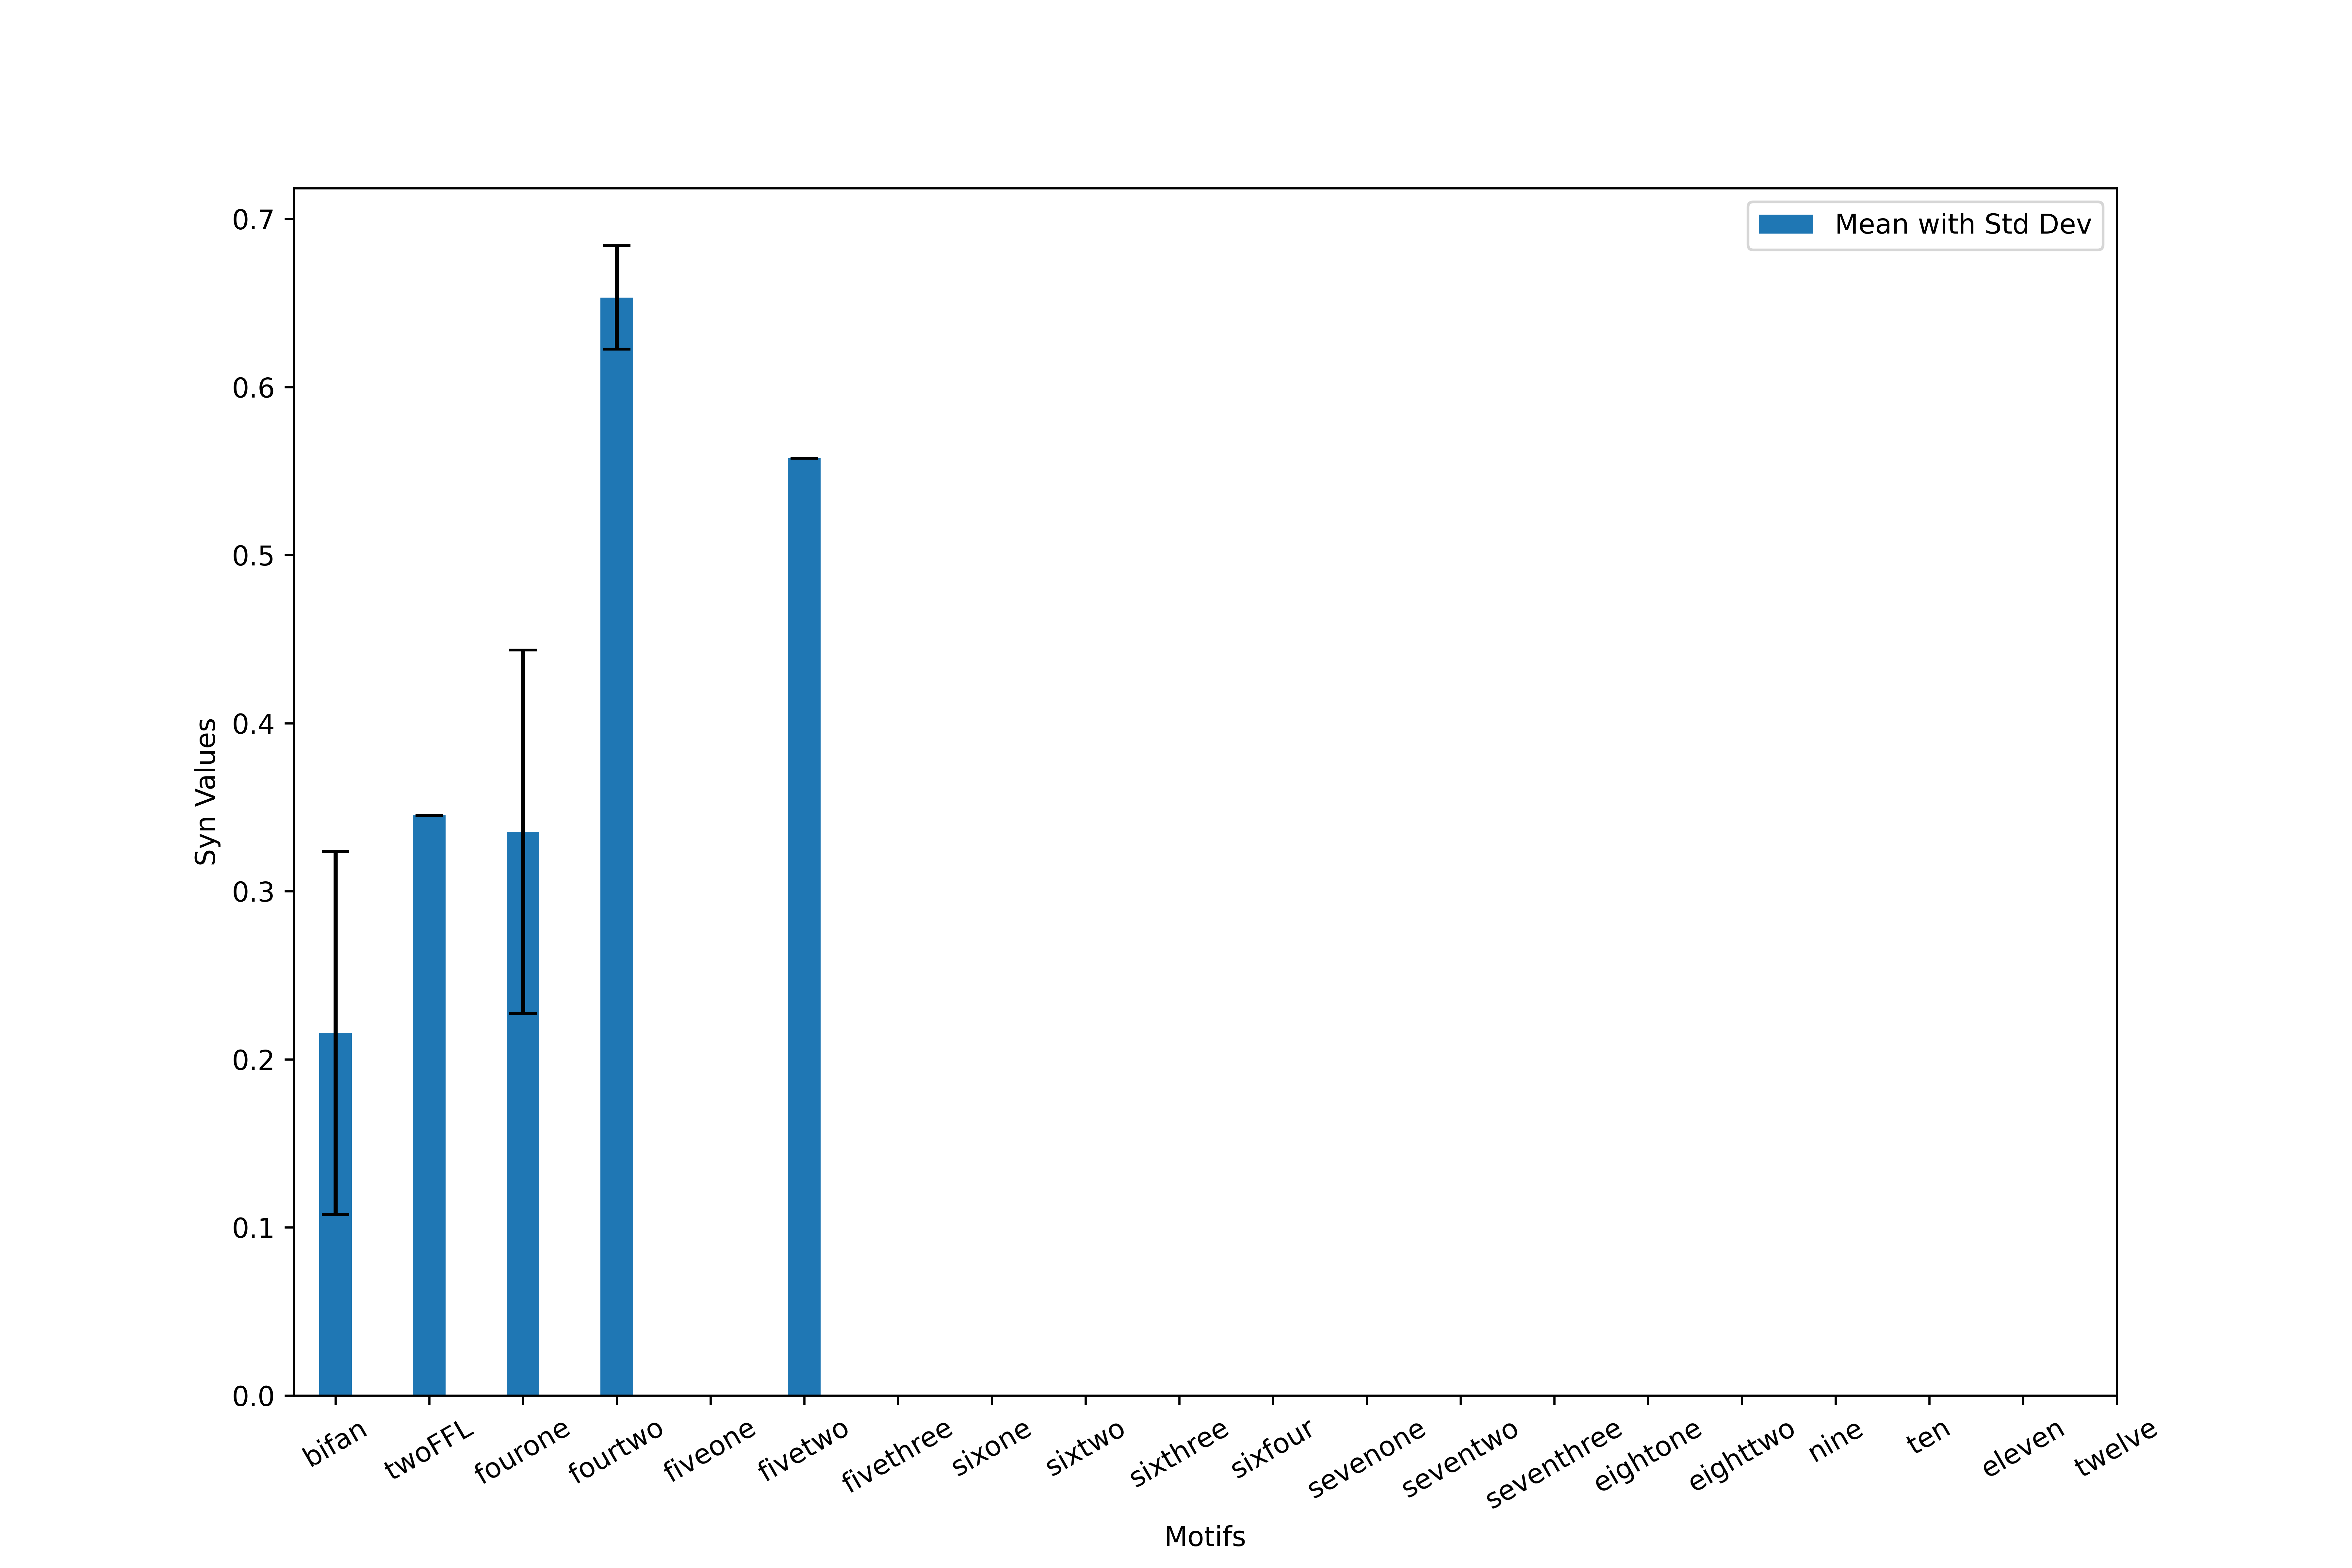 Mean with Std Dev
0.7
0.6
0.5
0.4
0.3
0.2
0.1
0.0
Syn Values
bifan
twoFFL
fourone
fourtwo
fiveone
fivetwo
fivethree
sixone
sixtwo
sixthree
sixfour
sevenone
seventwo
seventhree
eightone
eighttwo
nine
ten
eleven
twelve
Motifs